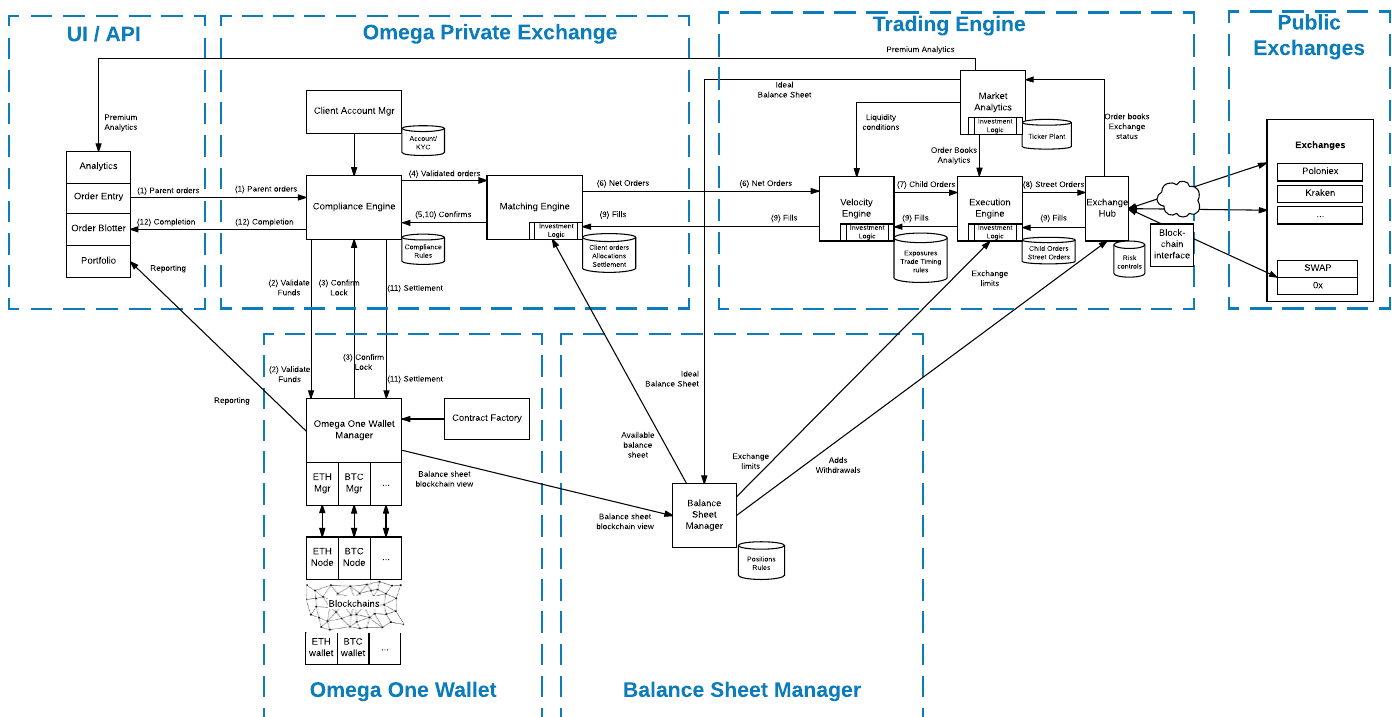 UI / API
Omega Private Exchange
Trading Engine
Public
Exchanges
Premium Analytics
Ideal
Balance Sheet
Premium
Analytics
Client Account Mgr
Account/
KYC
Liquidity
conditions
Market
Analytics
Investment
Logic
Ticker Plant
Order books
Exchange
status
Order Books
Analytics
Exchanges
Poloniex
Kraken
...
SWAP
0x
Analytics
Order Entry
Order Blotter
Portfolio
(1) Parent orders
(1) Parent orders
(12) Completion
(12) Completion
Compliance Engine
Compliance
Rules
(4) Validated orders
(5,10) Confirms
Matching Engine
Investment
Logic
Client orders
Allocations
Settlement
(6) Net Orders
(6) Net Orders
(9) Fills
(9) Fills
Velocity
Engine
Investment
Logic
Exposures
Trade Timing
rules
(7) Child Orders
(9) Fills
Execution
Engine
Investment
Logic
Child Orders
Street Orders
(8) Street Orders
(9) Fills
Exchange
Hub
Risk
controls
Block-
chain
interface
Exchange
limits
Reporting
(2) Validate
Funds
(3) Confirm
Lock
(11) Settlement
(2) Validate
Funds
(3) Confirm
Lock
(11) Settlement
Reporting
Omega One Wallet
Manager
Contract Factory
ETH
Mgr
BTC
Mgr
...
Balance sheet
blockchain view
Balance sheet
blockchain view
Ideal
Balance Sheet
Available
balance
sheet
Exchange
limits
Adds
Withdrawals
Balance
Sheet
Manager
Positions
Rules
ETH
Node
BTC
Node
...
Blockchains
ETH
wallet
BTC
wallet
...
Omega One Wallet
Balance Sheet Manager